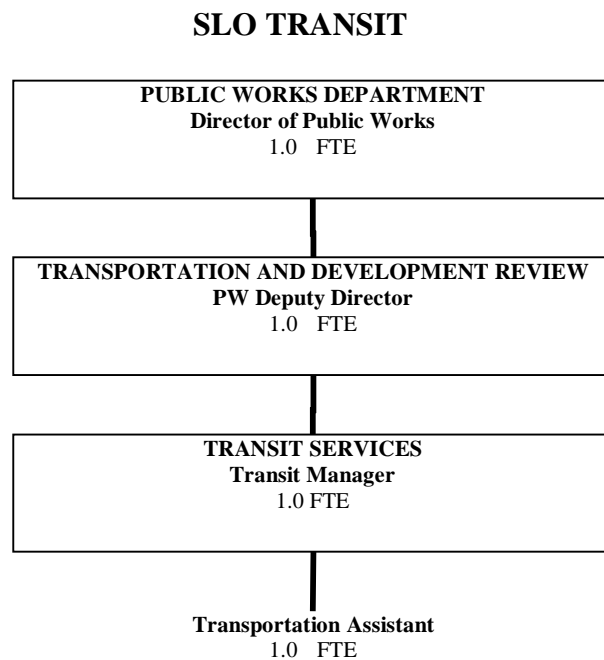 SLO TRANSIT
PUBLIC WORKS DEPARTMENT
Director of Public Works
1.0 FTE
TRANSPORTATION AND DEVELOPMENT REVIEW
PW Deputy Director
1.0 FTE
TRANSIT SERVICES
Transit Manager
1.0 FTE
Transportation Assistant
1.0 FTE